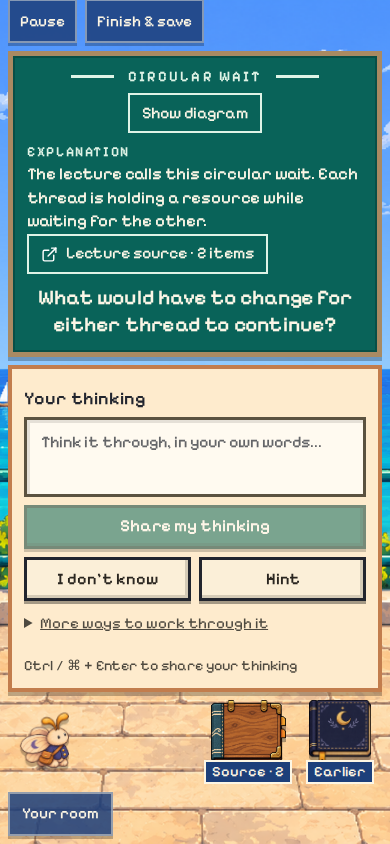 Pause
Finish & save
CIRCULAR WAIT
Show diagram
EXPLANATION
The lecture calls this circular wait. Each
thread is holding a resource while
waiting for the other.
Lecture source · 2 items
What would have to change for
either thread to continue?
Your thinking
Think it through, in your own words...
Share my thinking
I don't know
Hint
More ways to work through it
Ctrl / ⌘ + Enter to share your thinking
Source · 2
Earlier
Your room